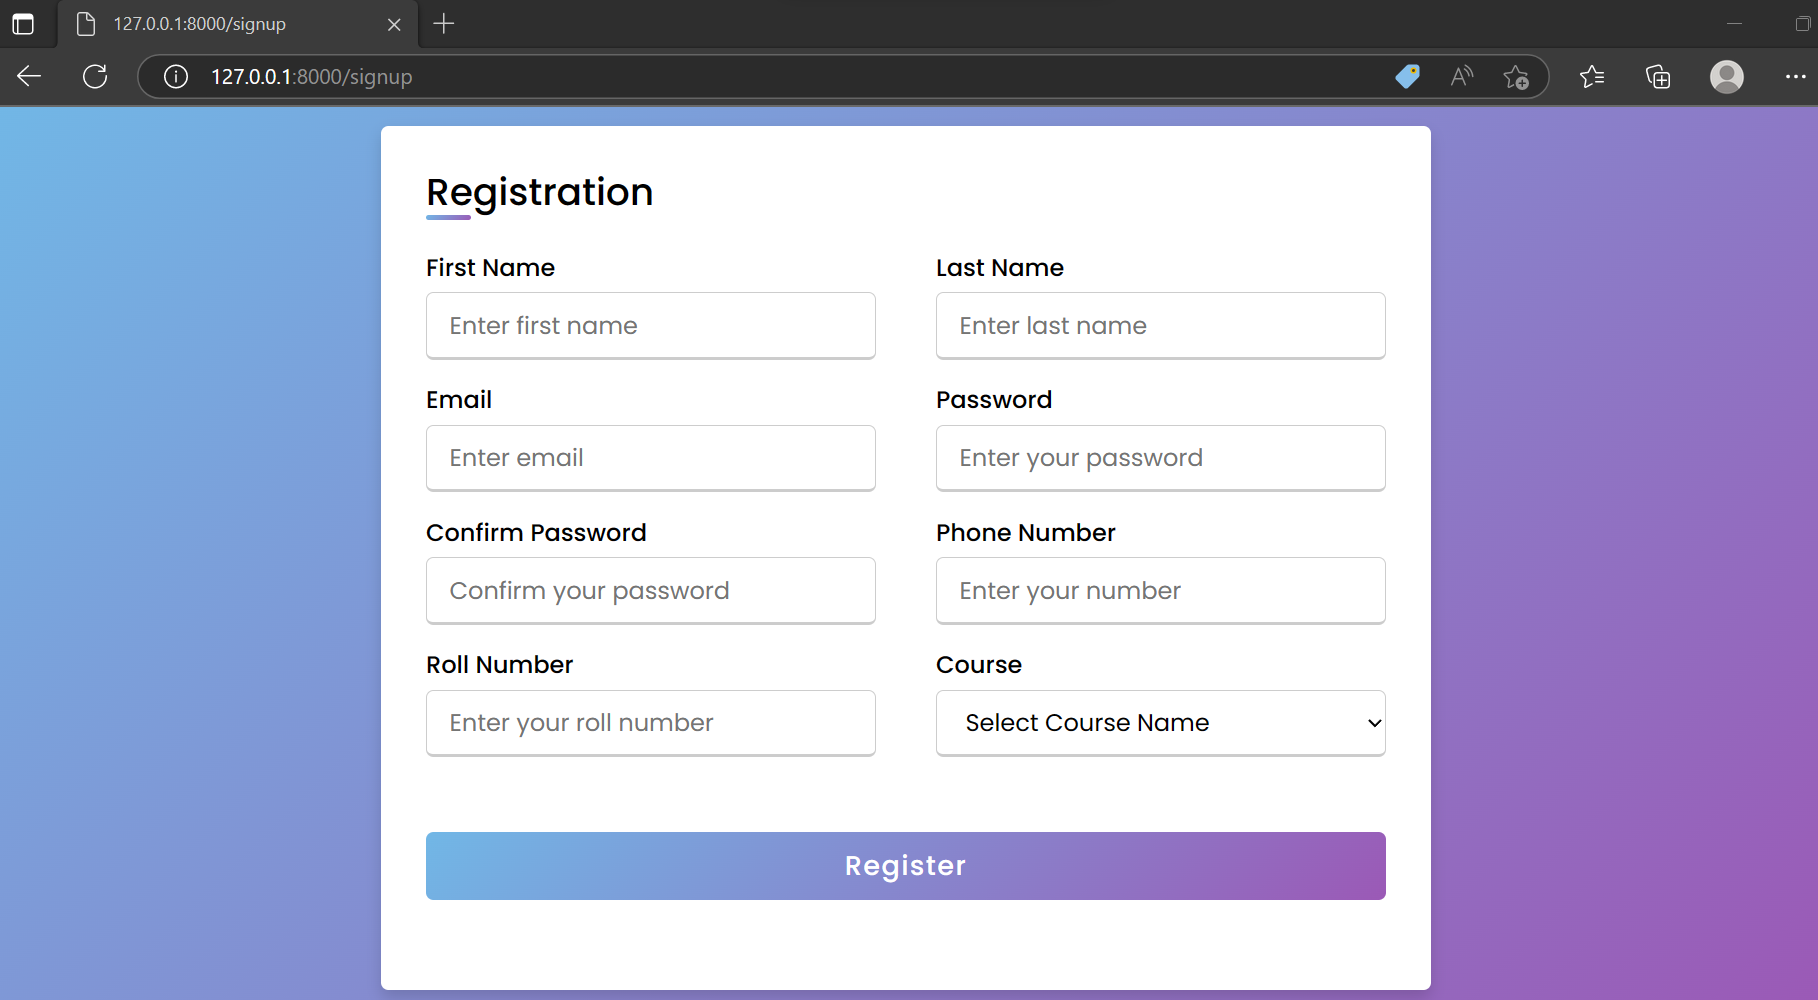 127.0.0.1:8000/signup
127.0.0.1:8000/signup
Registration
First Name
Last Name
Enter first name
Enter last name
Email
Password
Enter email
Enter your password
Confirm Password
Phone Number
Confirm your password
Enter your number
Roll Number
Course
Enter your roll number
Select Course Name
Register